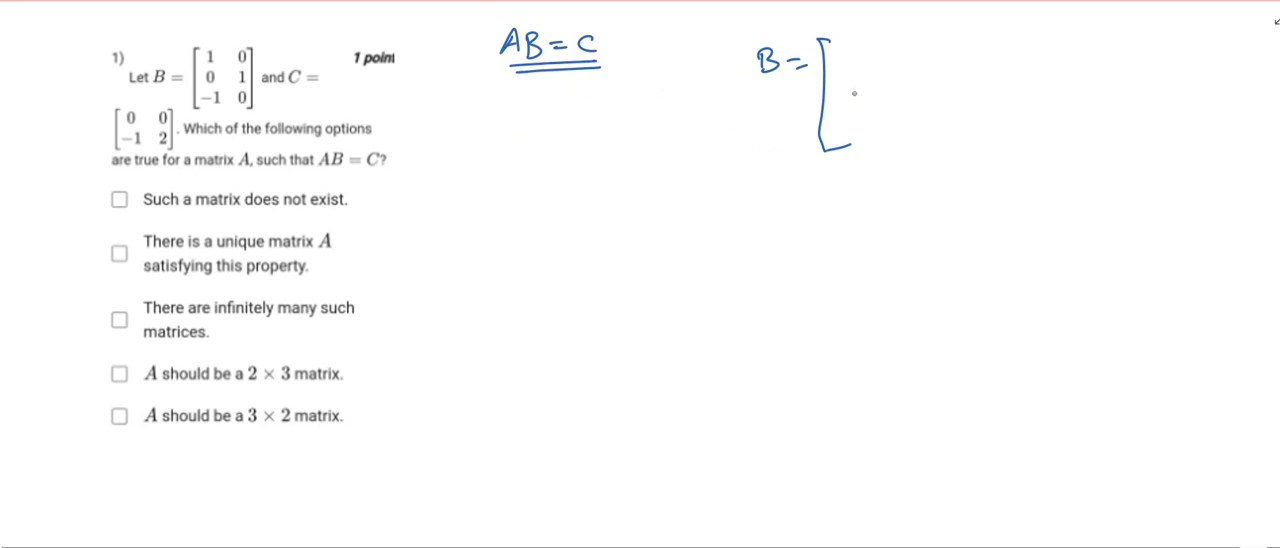 1) 1 point
Let B = [1 0; 0 1; −1 0] and C =
[0 0; −1 2]. Which of the following options
are true for a matrix A, such that AB = C?
Such a matrix does not exist.
There is a unique matrix A
satisfying this property.
There are infinitely many such
matrices.
A should be a 2 × 3 matrix.
A should be a 3 × 2 matrix.
AB = C
B = [